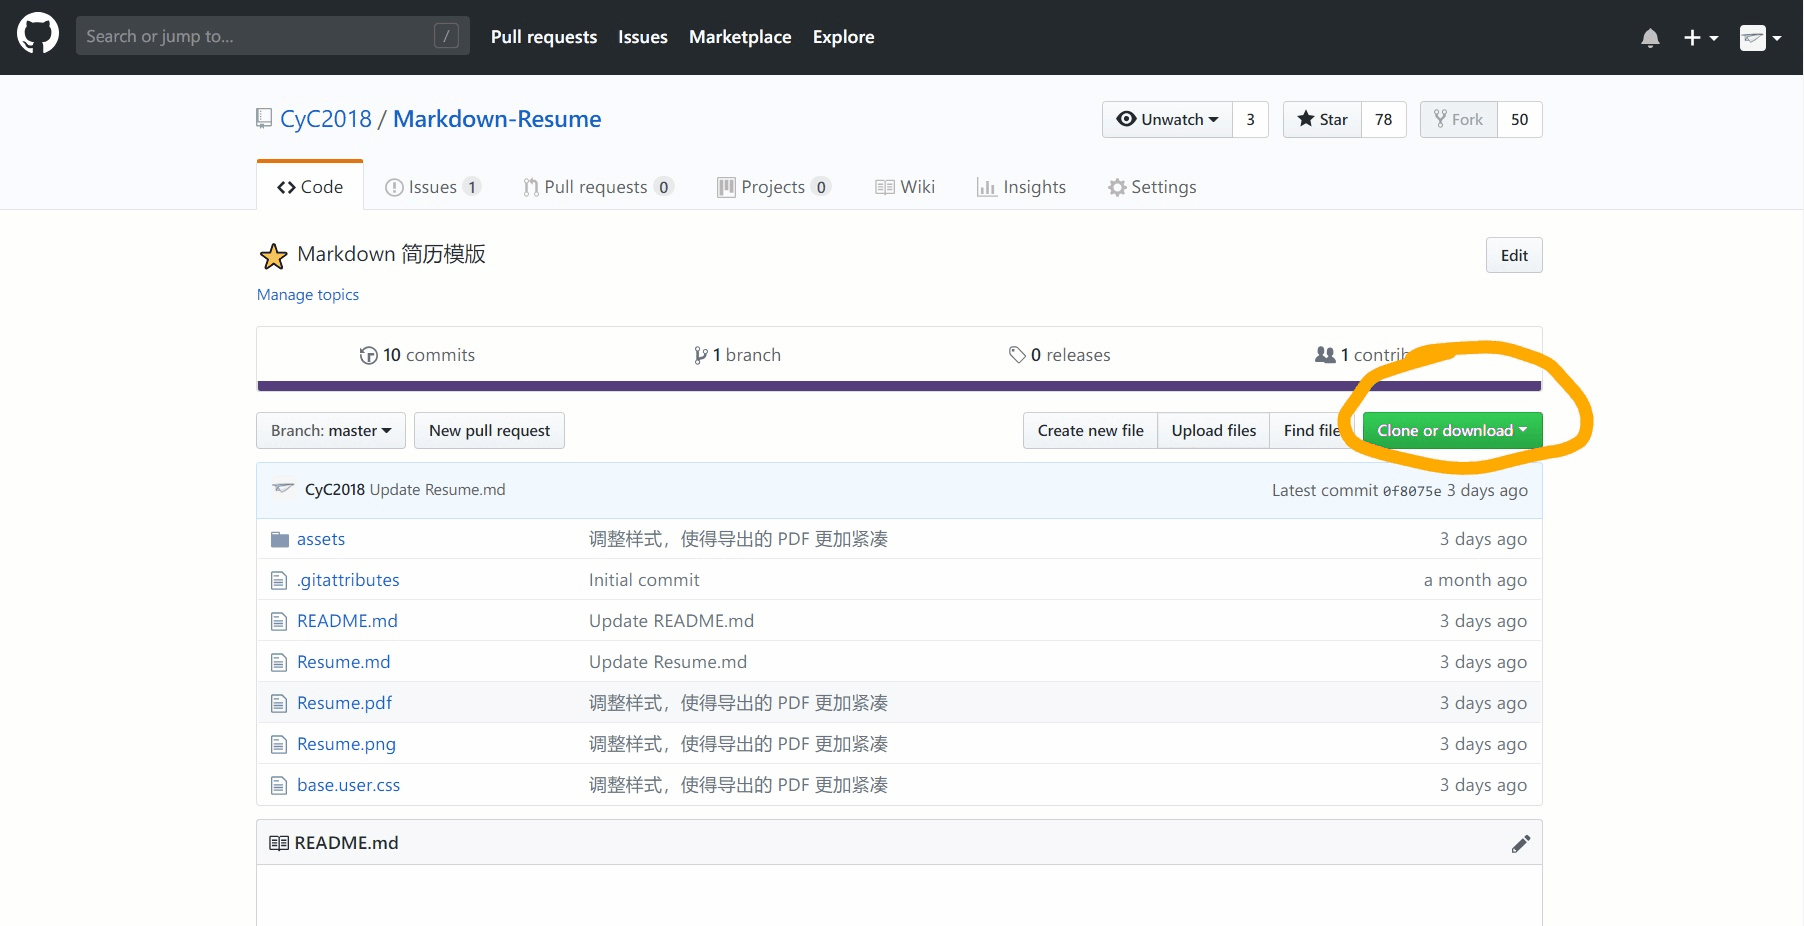 Search or jump to... / Pull requests Issues Marketplace Explore
CyC2018 / Markdown-Resume Unwatch 3 Star 78 Fork 50
Code Issues 1 Pull requests 0 Projects 0 Wiki Insights Settings
Markdown 简历模版 Edit
Manage topics
10 commits 1 branch 0 releases 1
Branch: master New pull request Create new file Upload files Find file Clone or download
CyC2018 Update Resume.md Latest commit 0f8075e 3 days ago
assets 调整样式，使得导出的 PDF 更加紧凑 3 days ago
.gitattributes Initial commit a month ago
README.md Update README.md 3 days ago
Resume.md Update Resume.md 3 days ago
Resume.pdf 调整样式，使得导出的 PDF 更加紧凑 3 days ago
Resume.png 调整样式，使得导出的 PDF 更加紧凑 3 days ago
base.user.css 调整样式，使得导出的 PDF 更加紧凑 3 days ago
README.md